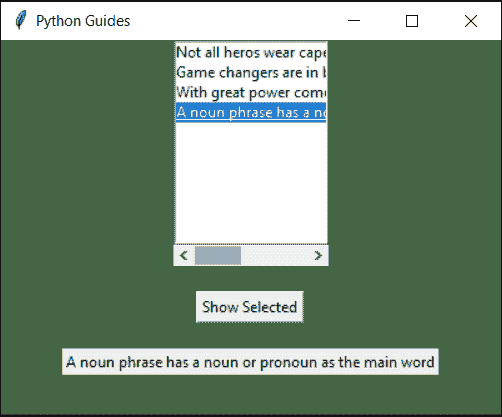 Python Guides
Not all heros wear cape
Game changers are in b
With great power com
A noun phrase has a no
Show Selected
A noun phrase has a noun or pronoun as the main word